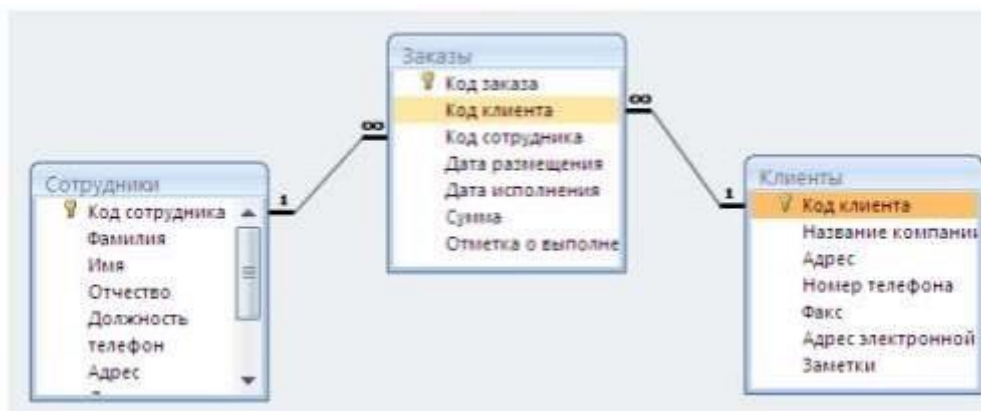 Заказы
Код заказа
Код клиента
Код сотрудника
Дата размещения
Дата исполнения
Сумма
Отметка о выполне
∞
∞
1
1
Сотрудники
Код сотрудника
Фамилия
Имя
Отчество
Должность
телефон
Адрес
Клиенты
Код клиента
Название компании
Адрес
Номер телефона
Факс
Адрес электронной
Заметки